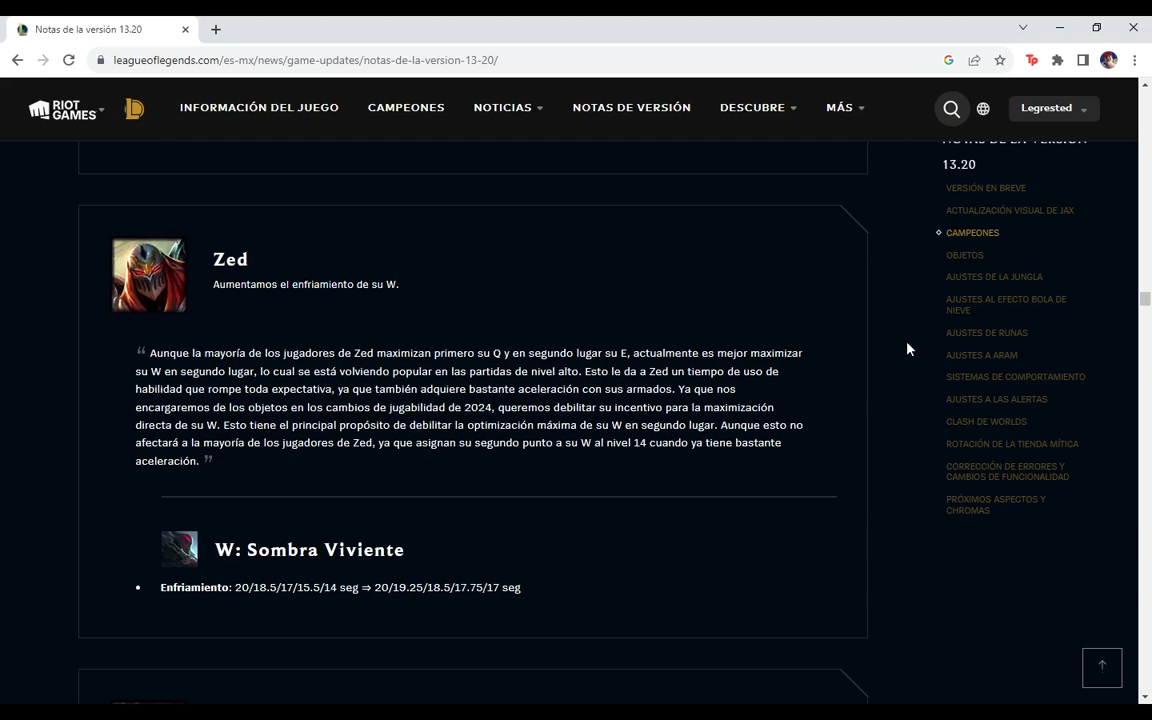 Notas de la versión 13.20
leagueoflegends.com/es-mx/news/game-updates/notas-de-la-version-13-20/
RIOT GAMES
INFORMACIÓN DEL JUEGO
CAMPEONES
NOTICIAS
NOTAS DE VERSIÓN
DESCUBRE
MÁS
Legrested
NOTAS DE LA VERSIÓN
13.20
VERSIÓN EN BREVE
ACTUALIZACIÓN VISUAL DE JAX
CAMPEONES
OBJETOS
AJUSTES DE LA JUNGLA
AJUSTES AL EFECTO BOLA DE
NIEVE
AJUSTES DE RUNAS
AJUSTES A ARAM
SISTEMAS DE COMPORTAMIENTO
AJUSTES A LAS ALERTAS
CLASH DE WORLDS
ROTACIÓN DE LA TIENDA MÍTICA
CORRECCIÓN DE ERRORES Y
CAMBIOS DE FUNCIONALIDAD
PRÓXIMOS ASPECTOS Y
CHROMAS
Zed
Aumentamos el enfriamiento de su W.
“ Aunque la mayoría de los jugadores de Zed maximizan primero su Q y en segundo lugar su E, actualmente es mejor maximizar
su W en segundo lugar, lo cual se está volviendo popular en las partidas de nivel alto. Esto le da a Zed un tiempo de uso de
habilidad que rompe toda expectativa, ya que también adquiere bastante aceleración con sus armados. Ya que nos
encargaremos de los objetos en los cambios de jugabilidad de 2024, queremos debilitar su incentivo para la maximización
directa de su W. Esto tiene el principal propósito de debilitar la optimización máxima de su W en segundo lugar. Aunque esto no
afectará a la mayoría de los jugadores de Zed, ya que asignan su segundo punto a su W al nivel 14 cuando ya tiene bastante
aceleración. ”
W: Sombra Viviente
• Enfriamiento: 20/18.5/17/15.5/14 seg ⇒ 20/19.25/18.5/17.75/17 seg